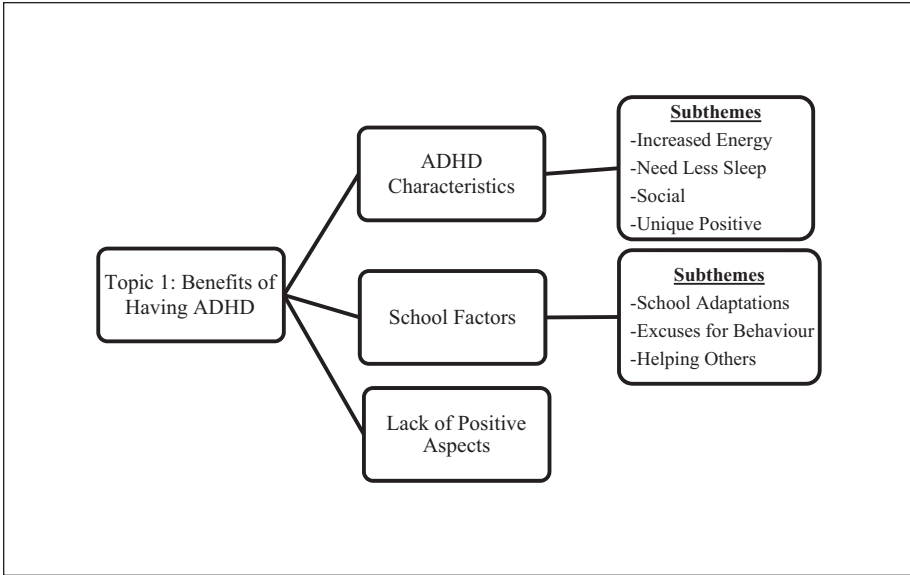 Topic 1: Benefits of
Having ADHD
ADHD
Characteristics
Subthemes
-Increased Energy
-Need Less Sleep
-Social
-Unique Positive
School Factors
Subthemes
-School Adaptations
-Excuses for Behaviour
-Helping Others
Lack of Positive
Aspects